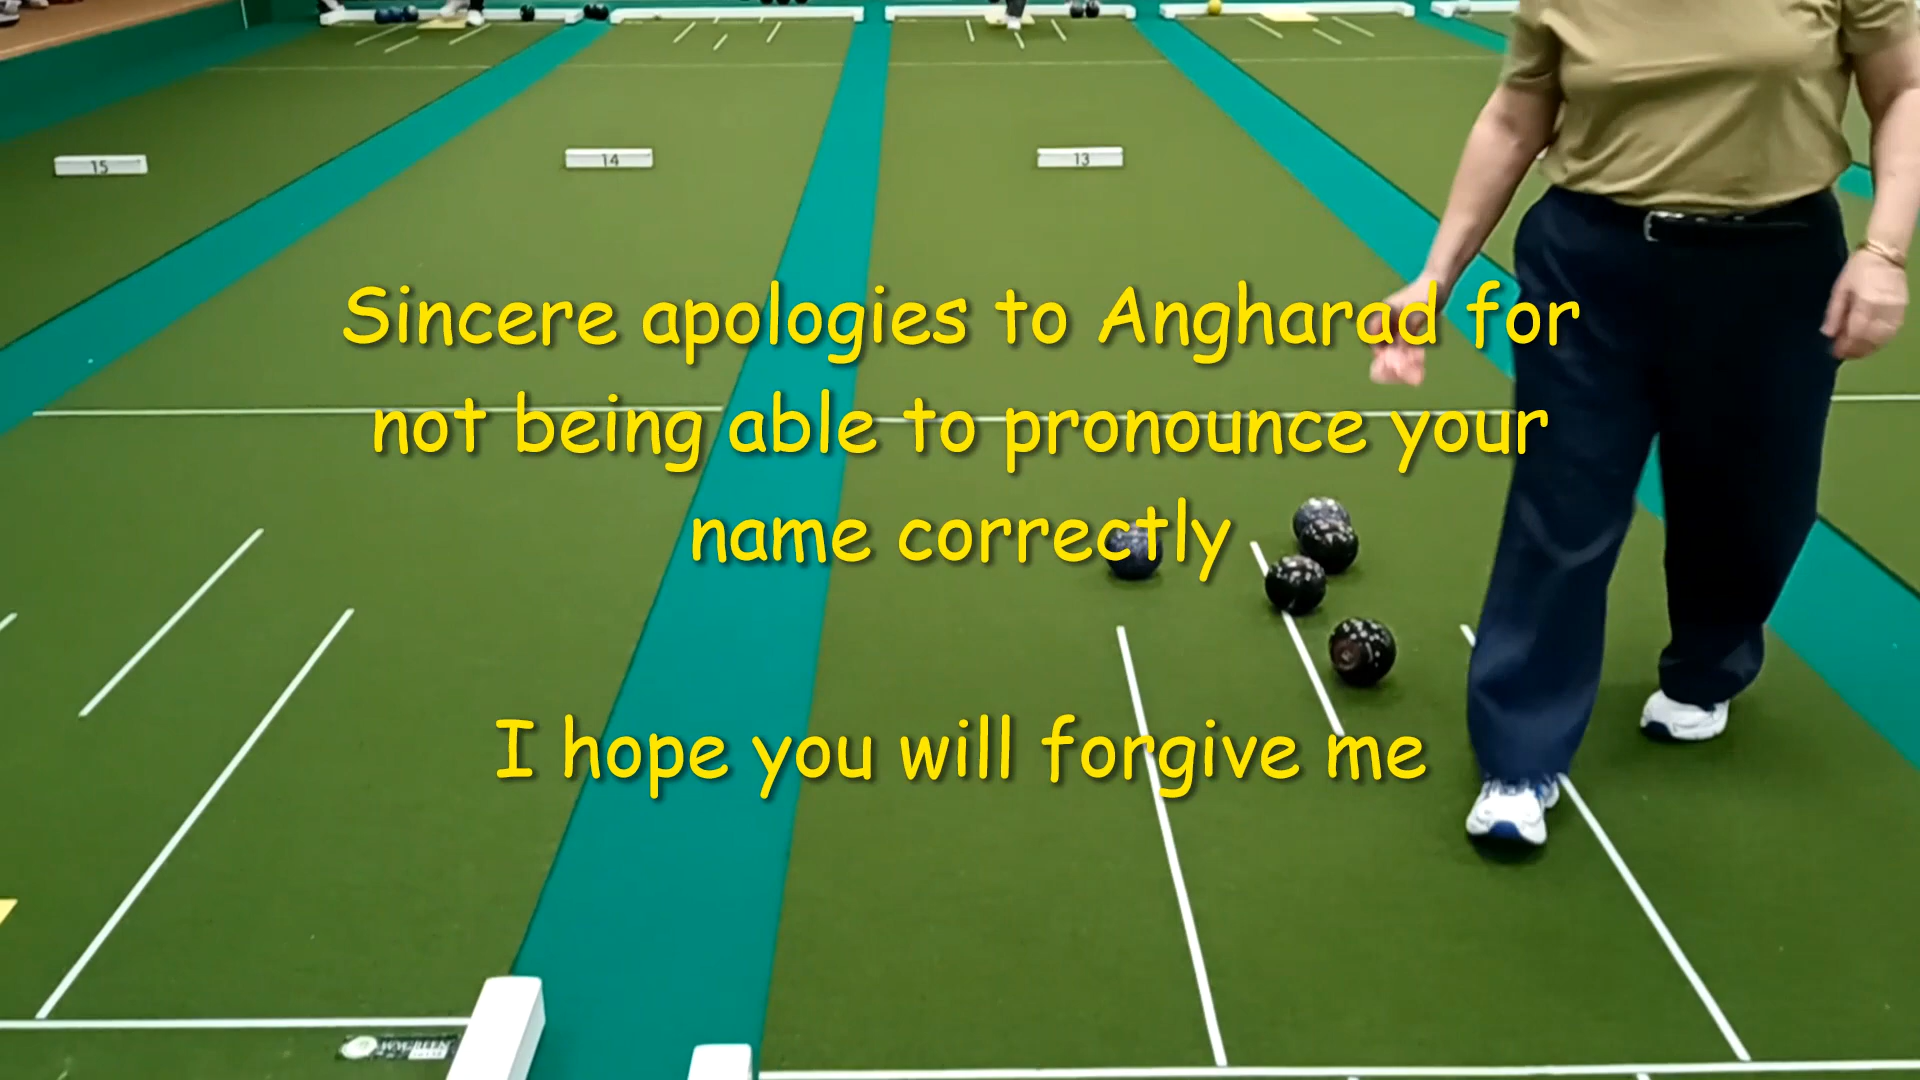 15
14
13
Sincere apologies to Angharad for
not being able to pronounce your
name correctly
I hope you will forgive me